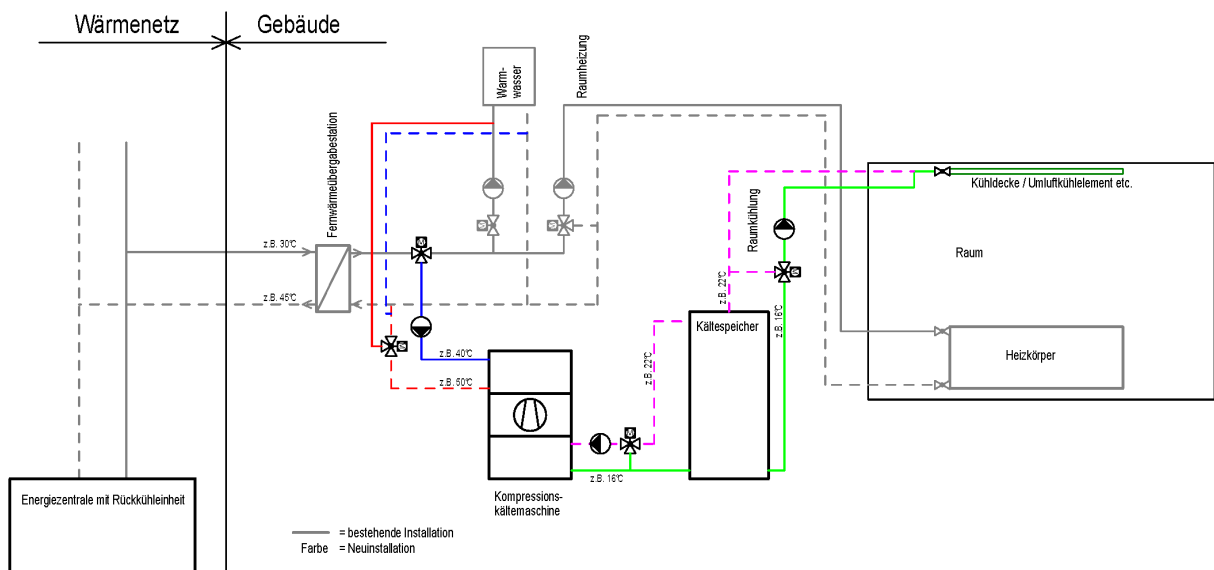 Wärmenetz
Gebäude
Fernwärmeübergabestation
Warm-
wasser
Raumheizung
z.B. 30°C
z.B. 45°C
z.B. 40°C
z.B. 50°C
Kompressions-
kältemaschine
z.B. 16°C
z.B. 22°C
Kältespeicher
z.B. 22°C
Raumkühlung
z.B. 16°C
Kühldecke / Umluftkühlelement etc.
Raum
Heizkörper
Energiezentrale mit Rückkühleinheit
= bestehende Installation
Farbe = Neuinstallation